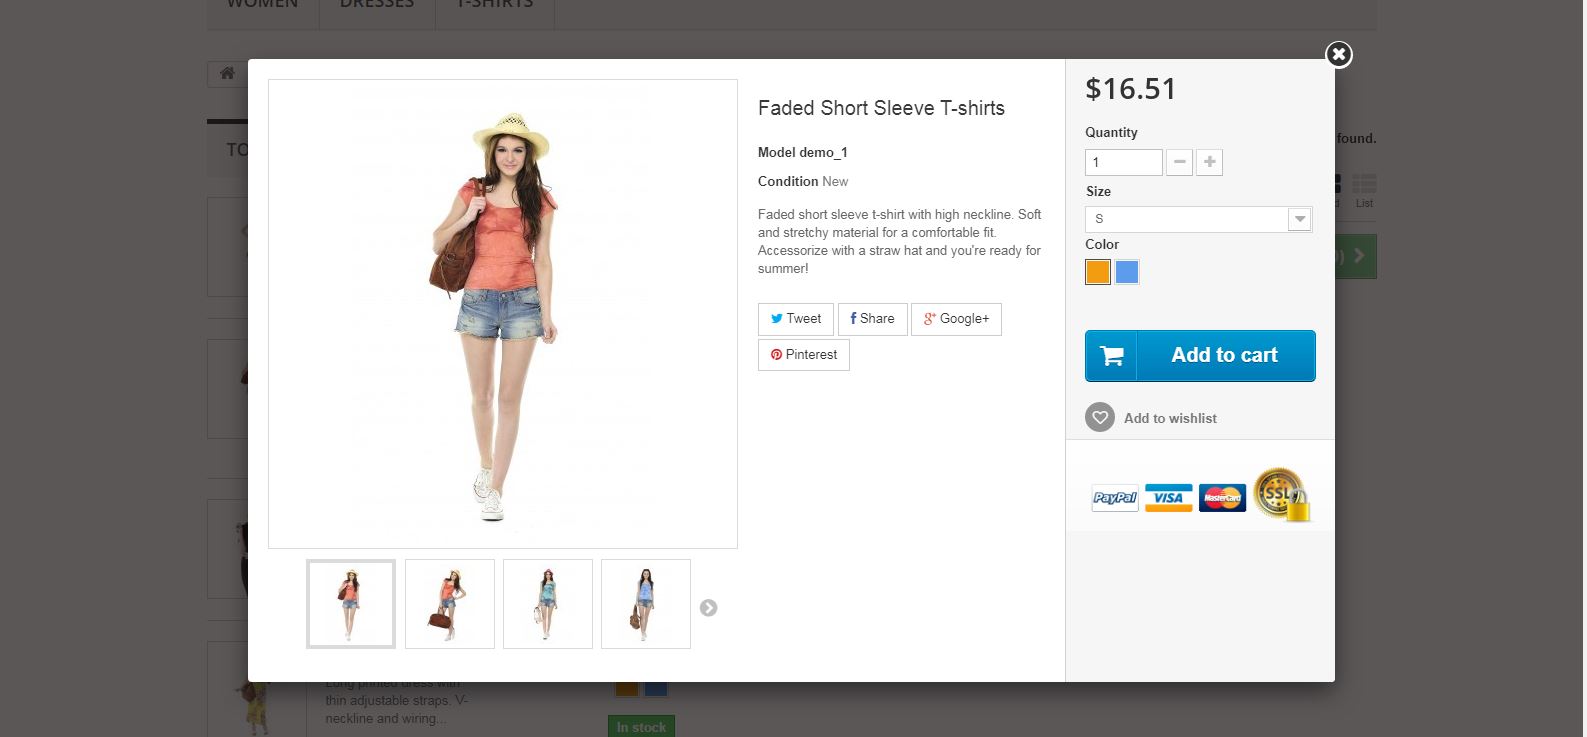 WOMEN
DRESSES
T-SHIRTS
Faded Short Sleeve T-shirts
Model demo_1
Condition New
Faded short sleeve t-shirt with high neckline. Soft
and stretchy material for a comfortable fit.
Accessorize with a straw hat and you're ready for
summer!
Tweet
Share
Google+
Pinterest
$16.51
Quantity
1
Size
S
Color
Add to cart
Add to wishlist
PayPal
VISA
MasterCard
SSL
found.
List
Long printed dress with
thin adjustable straps. V-
neckline and wiring...
In stock